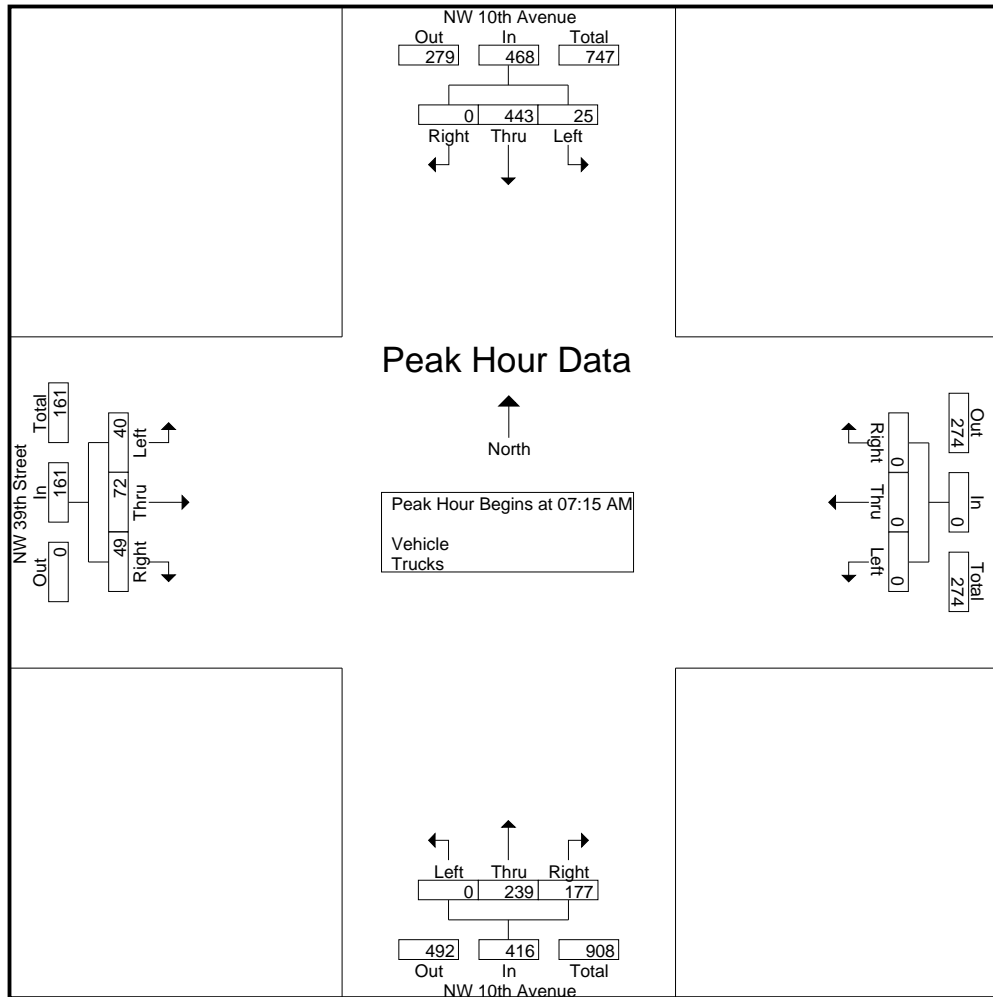 NW 10th Avenue
Out In Total
279 468 747
0 443 25
Right Thru Left
Peak Hour Data
North
Peak Hour Begins at 07:15 AM
Vehicle
Trucks
NW 39th Street
Total In Out
161 161 0
40 72 49
Left Thru Right
Out In Total
274 0 274
0 0 0
Right Thru Left
Left Thru Right
0 239 177
492 416 908
Out In Total
NW 10th Avenue